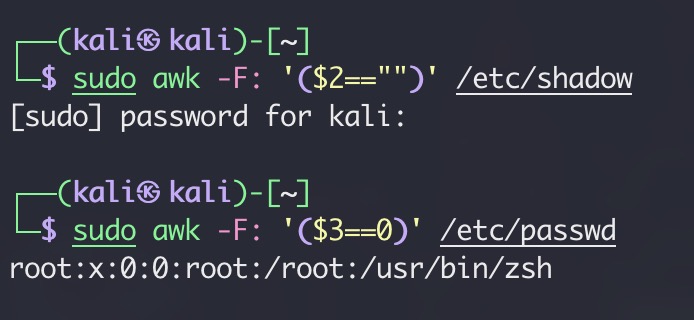 ┌──(kali㉿kali)-[~]
└─$ sudo awk -F: '($2=="")' /etc/shadow
[sudo] password for kali:
┌──(kali㉿kali)-[~]
└─$ sudo awk -F: '($3==0)' /etc/passwd
root:x:0:0:root:/root:/usr/bin/zsh